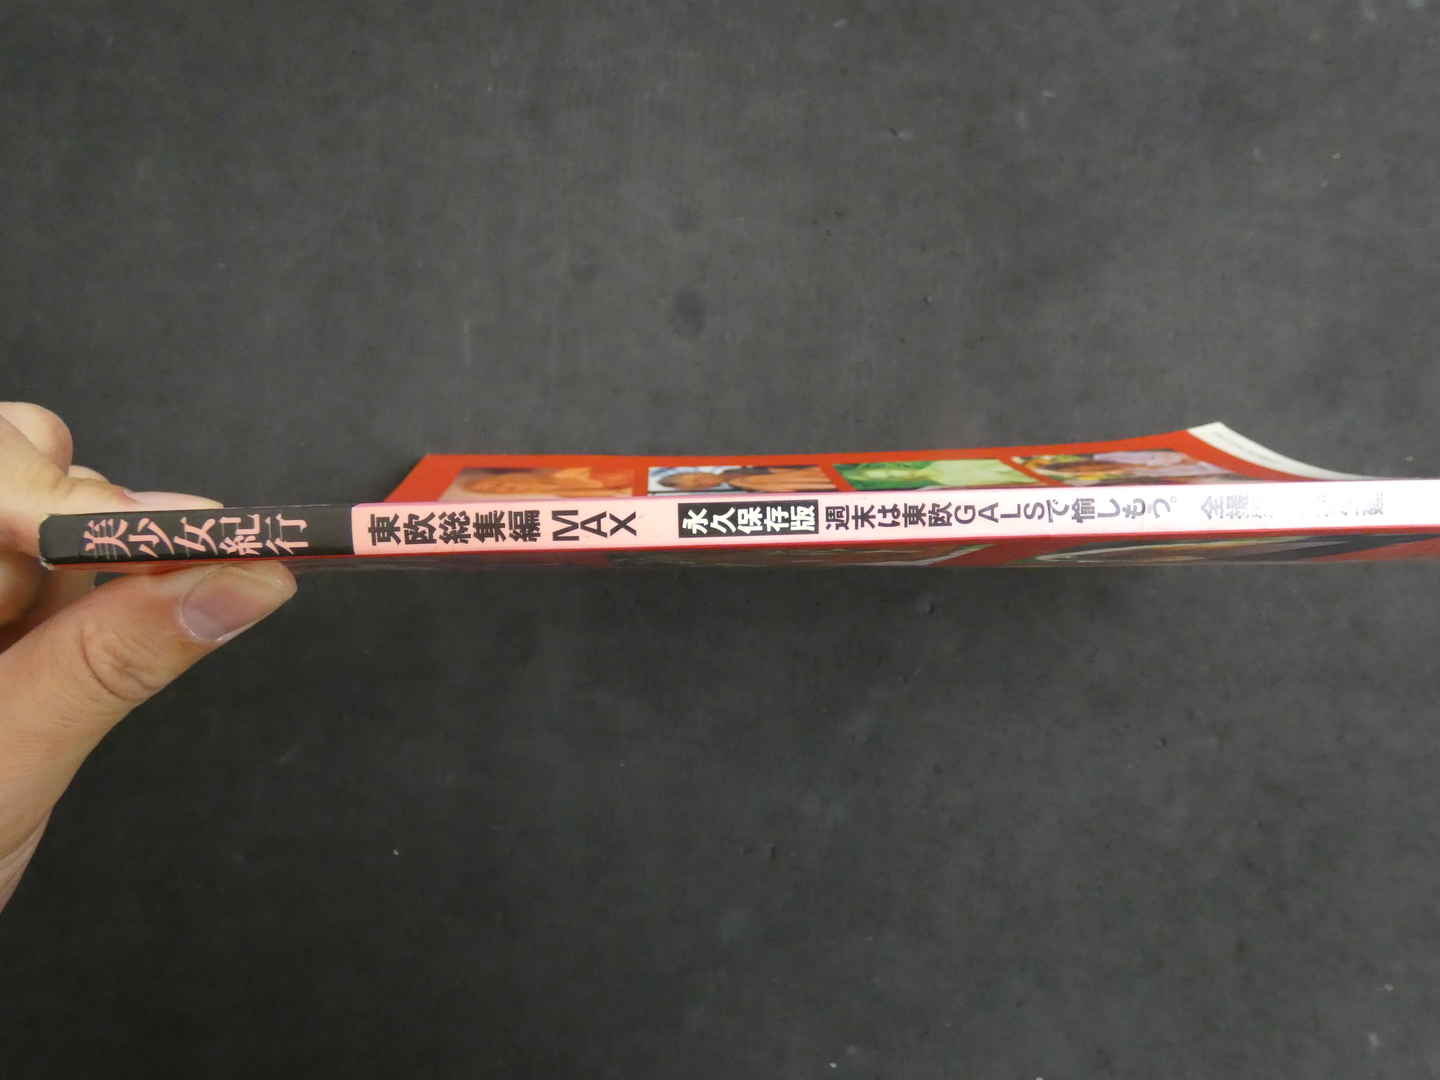 美少女紀行
東欧総集編MAX
永久保存版
週末は東欧GALSで愉しもう。